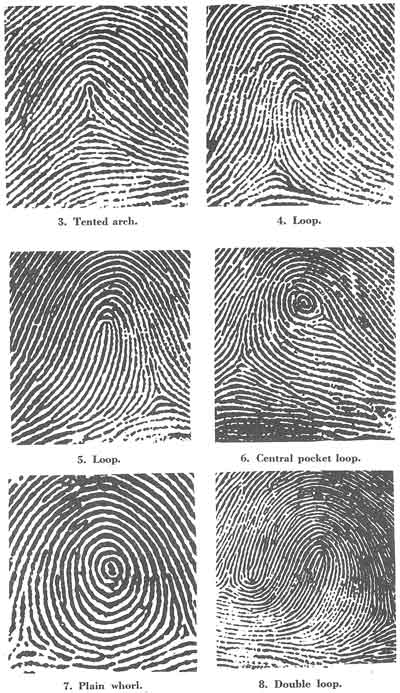 3. Tented arch.
4. Loop.
5. Loop.
6. Central pocket loop.
7. Plain whorl.
8. Double loop.